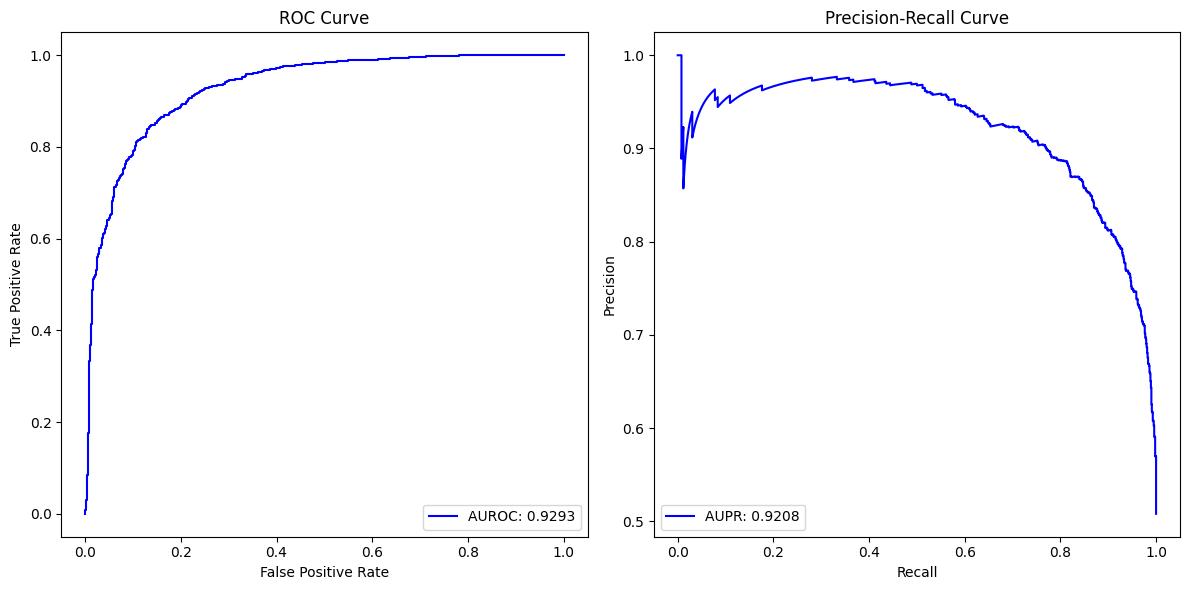 ROC Curve
1.0
0.8
0.6
0.4
0.2
0.0
True Positive Rate
AUROC: 0.9293
0.0 0.2 0.4 0.6 0.8 1.0
False Positive Rate
Precision-Recall Curve
1.0
0.9
0.8
0.7
0.6
0.5
Precision
AUPR: 0.9208
0.0 0.2 0.4 0.6 0.8 1.0
Recall